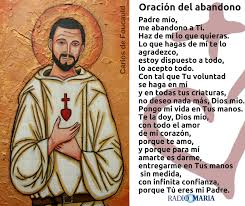 Carlos de Foucauld
Oración del abandono
Padre mío,
me abandono a Ti.
Haz de mí lo que quieras.
Lo que hagas de mí te lo
agradezco,
estoy dispuesto a todo,
lo acepto todo.
Con tal que Tu voluntad
se haga en mí
y en todas tus criaturas,
no deseo nada más, Dios mío.
Pongo mi vida en Tus manos.
Te la doy, Dios mío,
con todo el amor
de mi corazón,
porque te amo,
y porque para mí
amarte es darme,
entregarme en Tus manos
sin medida,
con infinita confianza,
porque Tú eres mi Padre.
RADIO MARIA